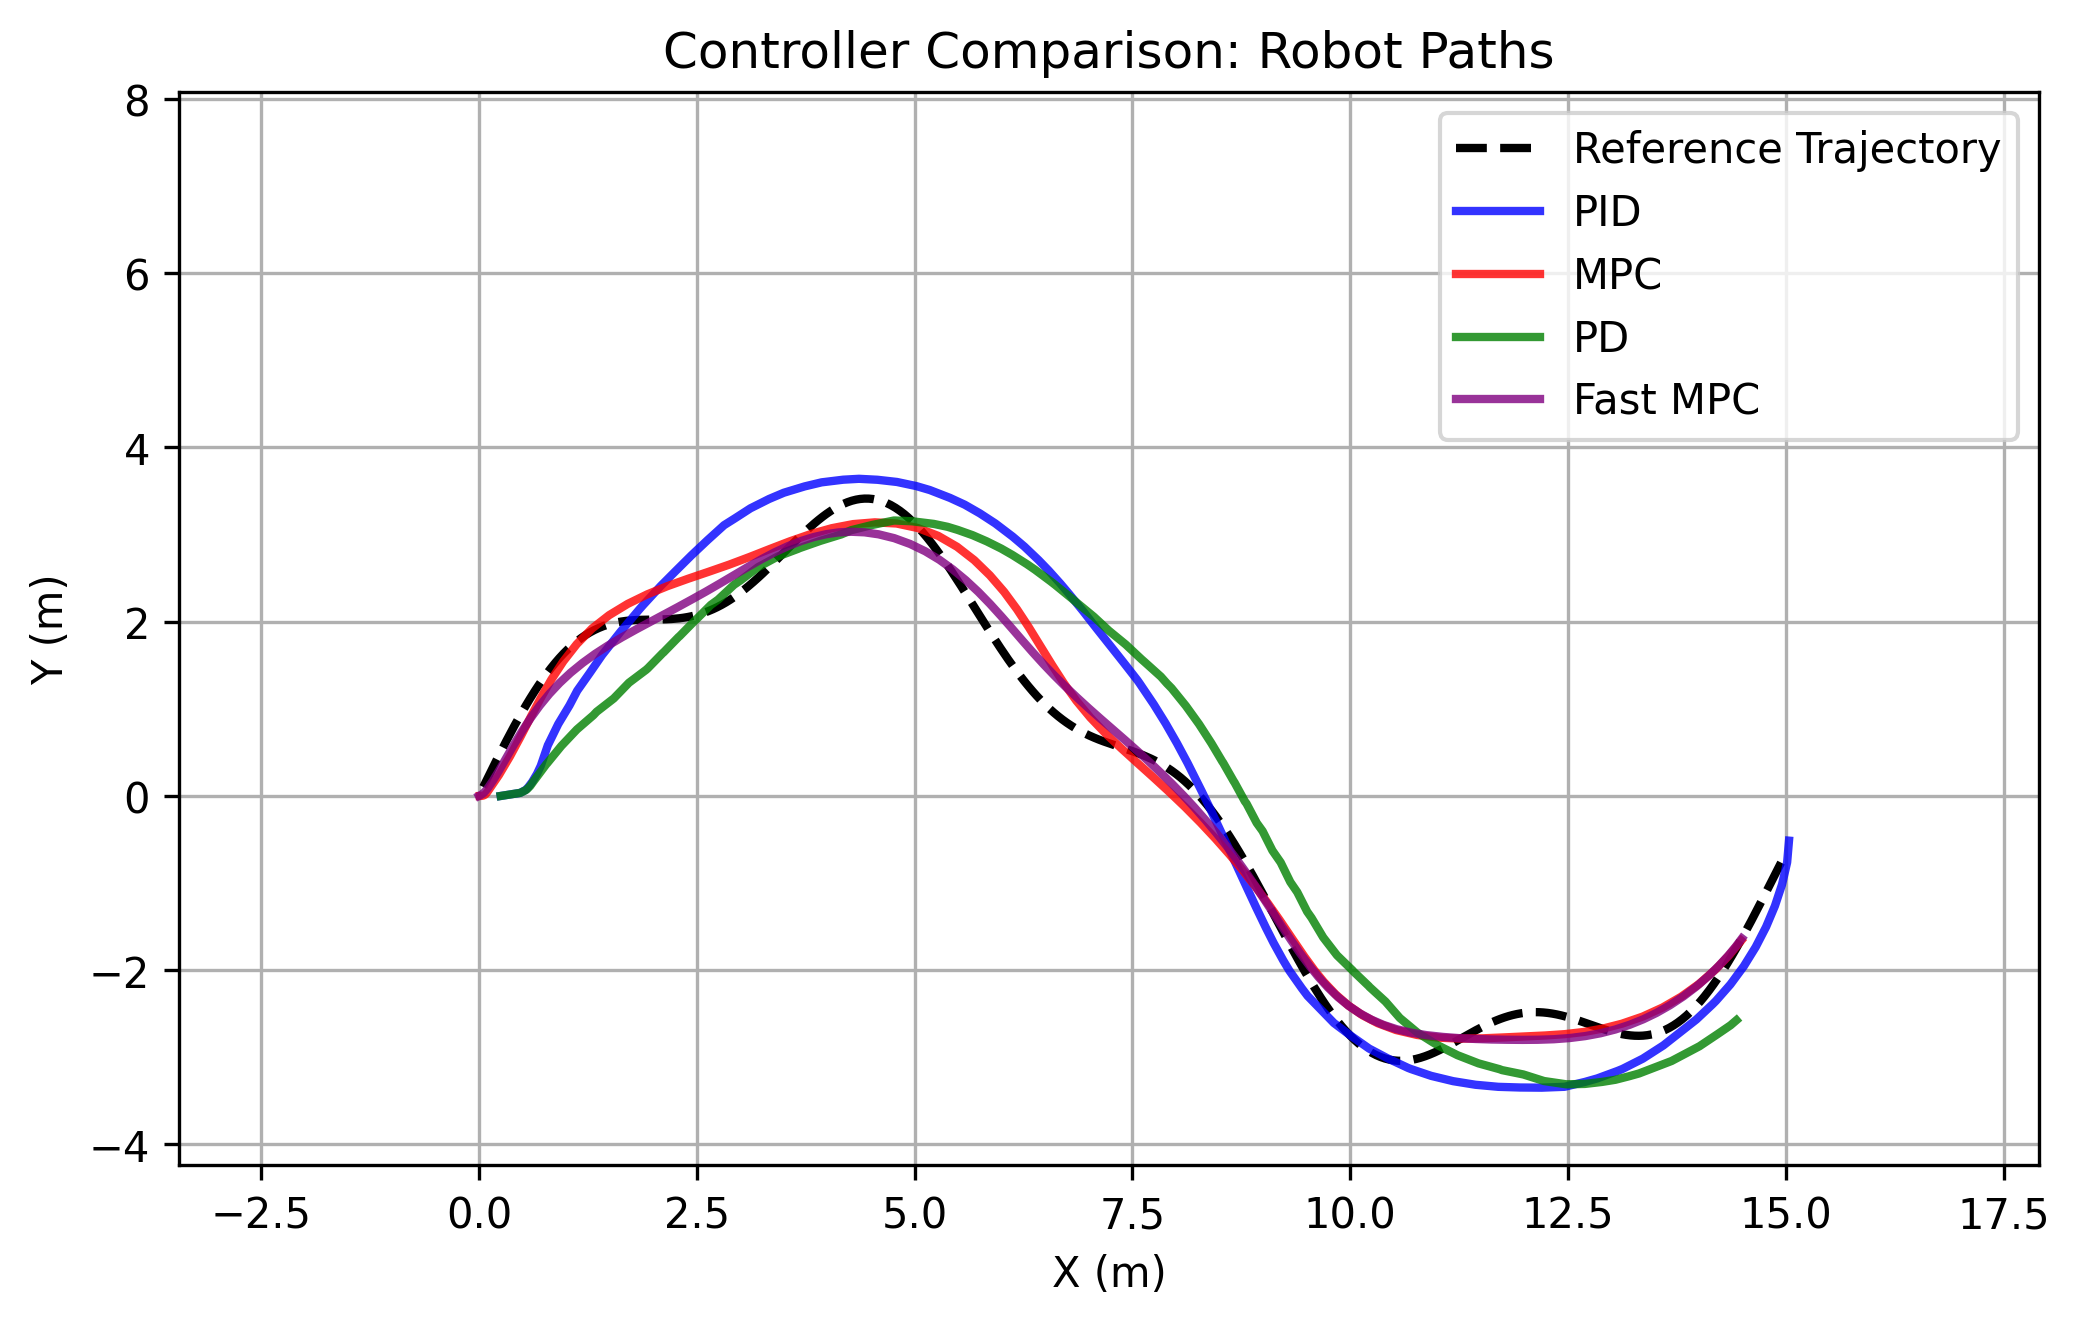 Controller Comparison: Robot Paths
8
6
4
2
0
−2
−4
Y (m)
Reference Trajectory
PID
MPC
PD
Fast MPC
−2.5 0.0 2.5 5.0 7.5 10.0 12.5 15.0 17.5
X (m)